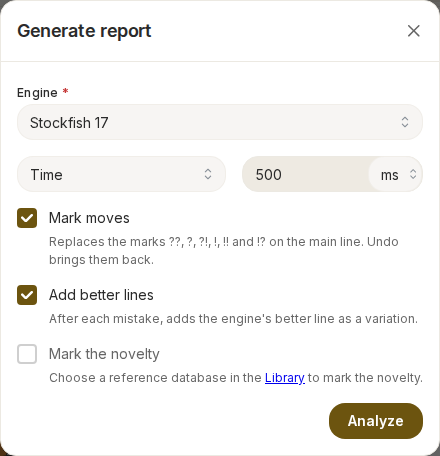 Generate report
Engine *
Stockfish 17
Time
500
ms
Mark moves
Replaces the marks ??, ?, ?!, !, !! and !? on the main line. Undo
brings them back.
Add better lines
After each mistake, adds the engine's better line as a variation.
Mark the novelty
Choose a reference database in the Library to mark the novelty.
Analyze